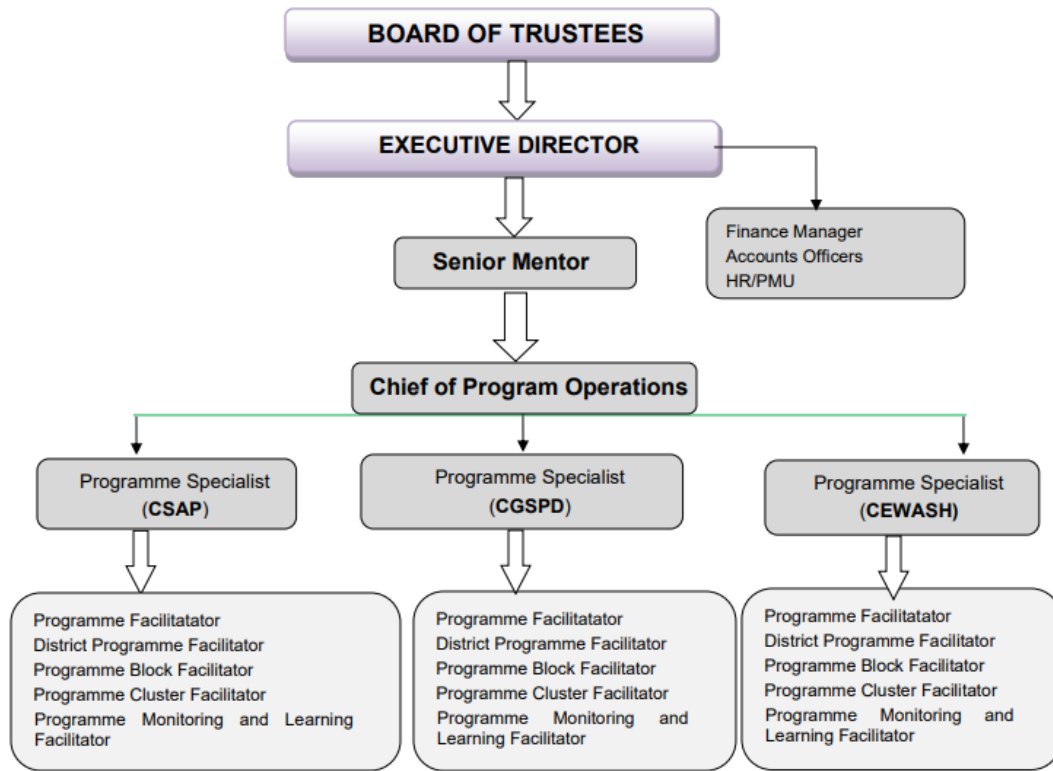 BOARD OF TRUSTEES
EXECUTIVE DIRECTOR
Finance Manager
Accounts Officers
HR/PMU
Senior Mentor
Chief of Program Operations
Programme Specialist
(CSAP)
Programme Specialist
(CGSPD)
Programme Specialist
(CEWASH)
Programme Facilitatator
District Programme Facilitator
Programme Block Facilitator
Programme Cluster Facilitator
Programme Monitoring and Learning
Facilitator
Programme Facilitatator
District Programme Facilitator
Programme Block Facilitator
Programme Cluster Facilitator
Programme Monitoring and
Learning Facilitator
Programme Facilitatator
District Programme Facilitator
Programme Block Facilitator
Programme Cluster Facilitator
Programme Monitoring and
Learning Facilitator